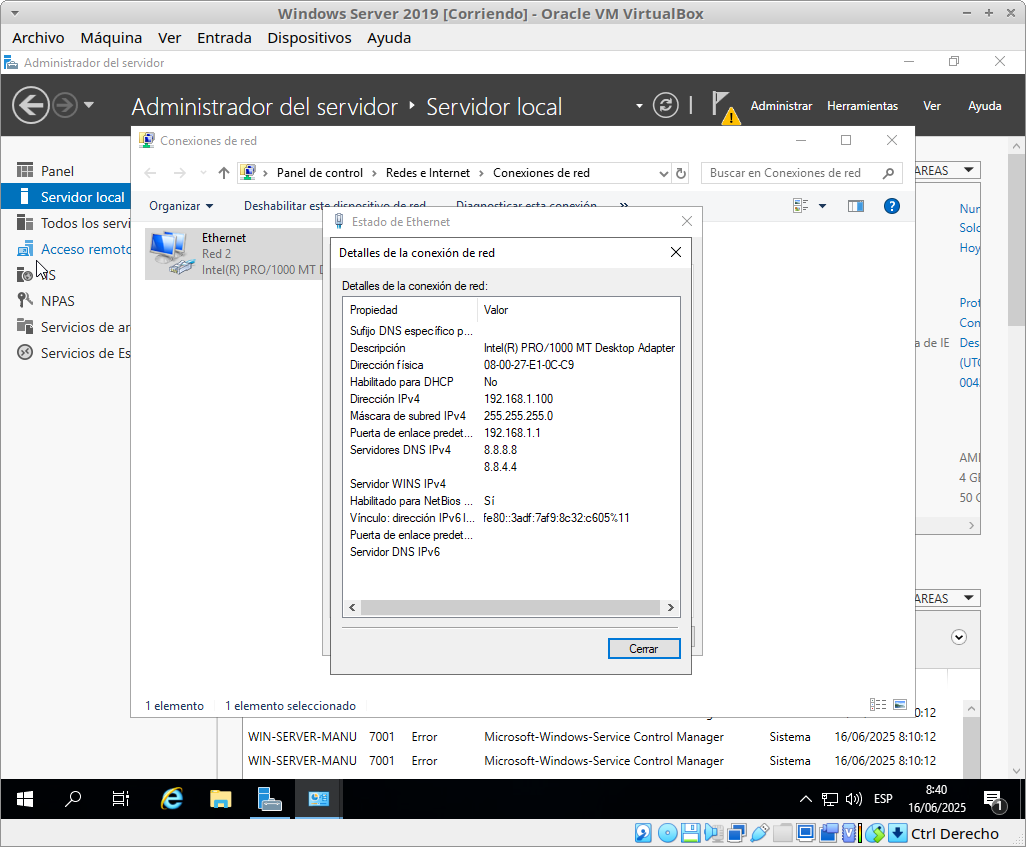 Windows Server 2019 [Corriendo] - Oracle VM VirtualBox
Archivo Máquina Ver Entrada Dispositivos Ayuda
Administrador del servidor
Administrador del servidor Servidor local
Administrar Herramientas Ver Ayuda
Conexiones de red
Panel de control Redes e Internet Conexiones de red
Buscar en Conexiones de red
Organizar Deshabilitar este dispositivo de red Diagnosticar esta conexión »
Panel
Servidor local
Todos los servi
Acceso remoto
IIS
NPAS
Servicios de ar
Servicios de Es
Ethernet
Red 2
Intel(R) PRO/1000 MT D
Estado de Ethernet
Detalles de la conexión de red
Detalles de la conexión de red:
Propiedad Valor
Sufijo DNS específico p...
Descripción Intel(R) PRO/1000 MT Desktop Adapter
Dirección física 08-00-27-E1-0C-C9
Habilitado para DHCP No
Dirección IPv4 192.168.1.100
Máscara de subred IPv4 255.255.255.0
Puerta de enlace predet... 192.168.1.1
Servidores DNS IPv4 8.8.8.8
8.8.4.4
Servidor WINS IPv4
Habilitado para NetBios ... Sí
Vínculo: dirección IPv6 l... fe80::3adf:7af9:8c32:c605%11
Puerta de enlace predet...
Servidor DNS IPv6
Cerrar
AREAS
Nun
Solo
Hoy
Prot
Con
a de IE Des
(UTC
004
AMI
4 GB
50 G
AREAS
1 elemento 1 elemento seleccionado
0:12
WIN-SERVER-MANU 7001 Error Microsoft-Windows-Service Control Manager Sistema 16/06/2025 8:10:12
WIN-SERVER-MANU 7001 Error Microsoft-Windows-Service Control Manager Sistema 16/06/2025 8:10:12
ESP
8:40
16/06/2025
1
Ctrl Derecho